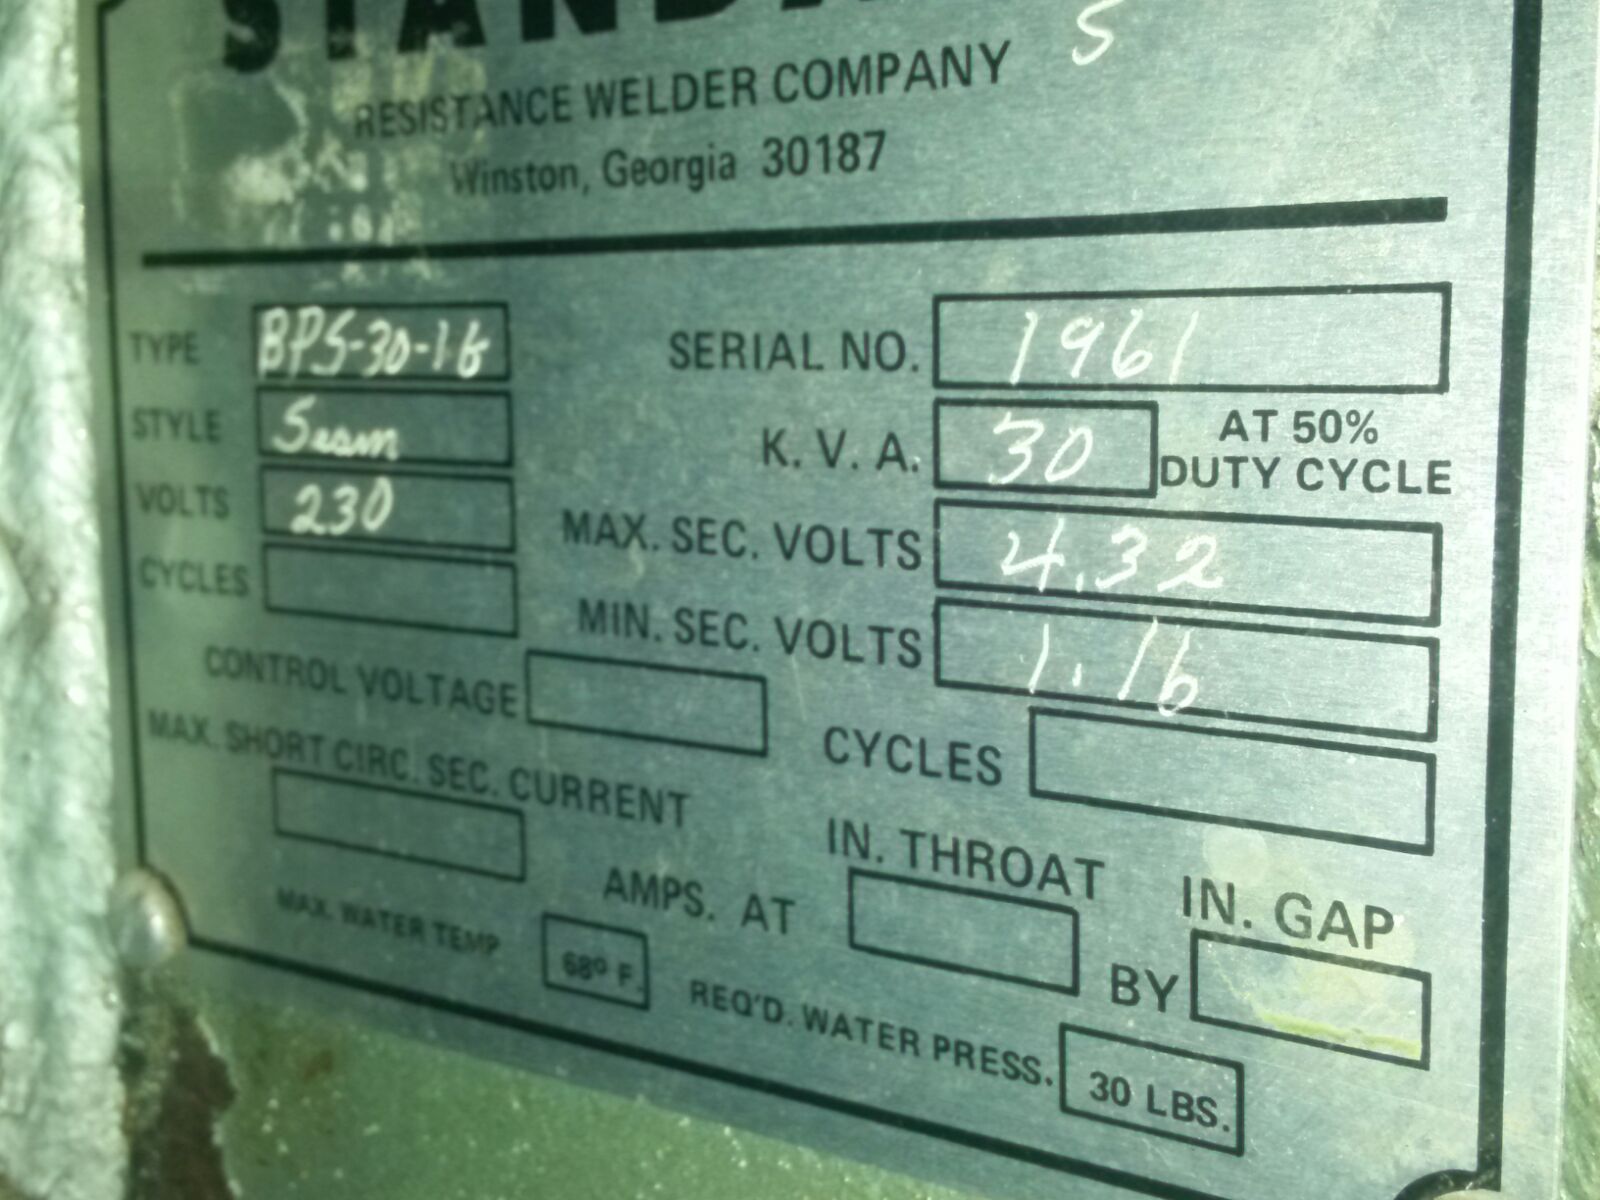 STANDA
S
RESISTANCE WELDER COMPANY
Winston, Georgia 30187
TYPE BPS-30-16
SERIAL NO. 1961
STYLE Seam
K. V. A. 30 AT 50% DUTY CYCLE
VOLTS 230
MAX. SEC. VOLTS 4.32
CYCLES
MIN. SEC. VOLTS 1.16
CONTROL VOLTAGE
CYCLES
MAX. SHORT CIRC. SEC. CURRENT
AMPS. AT
IN. THROAT
BY
IN. GAP
MAX. WATER TEMP 68° F.
REQ'D. WATER PRESS. 30 LBS.